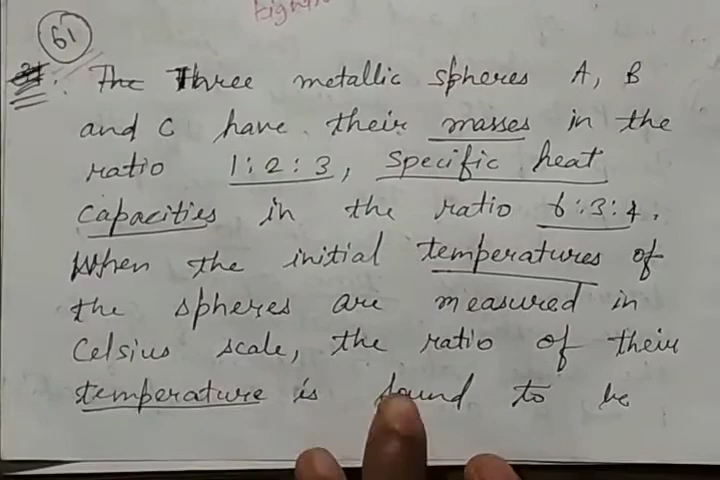 61
The Three metallic spheres A, B
and C have their masses in the
ratio 1:2:3, specific heat
capacities in the ratio 6:3:4.
When the initial temperatures of
the spheres are measured in
Celsius scale, the ratio of their
temperature is found to be